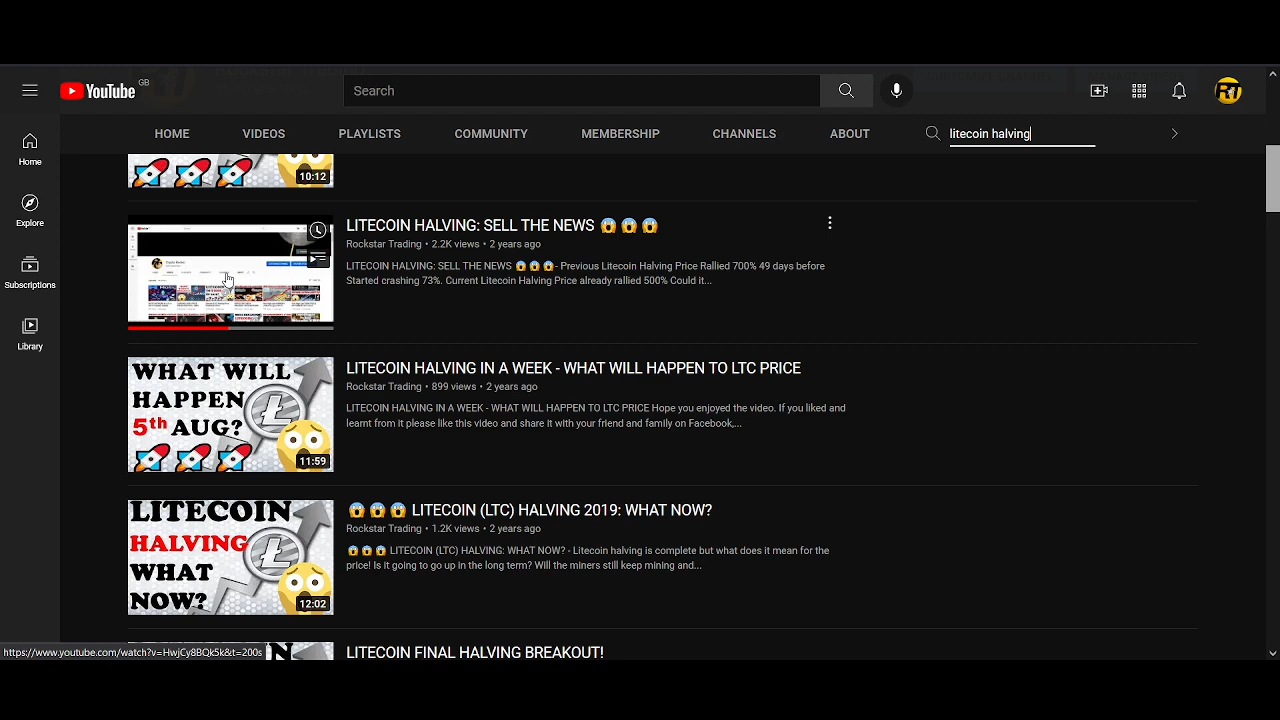 YouTube GB
Search
HOME VIDEOS PLAYLISTS COMMUNITY MEMBERSHIP CHANNELS ABOUT litecoin halving
Home
Explore
Subscriptions
Library
10:12
LITECOIN HALVING: SELL THE NEWS 😱 😱 😱
Rockstar Trading • 2.2K views • 2 years ago
LITECOIN HALVING: SELL THE NEWS 😱😱😱- Previous Litecoin Halving Price Rallied 700% 49 days before
Started crashing 73%. Current Litecoin Halving Price already rallied 500% Could it...
WHAT WILL
HAPPEN
5th AUG?
11:59
LITECOIN HALVING IN A WEEK - WHAT WILL HAPPEN TO LTC PRICE
Rockstar Trading • 899 views • 2 years ago
LITECOIN HALVING IN A WEEK - WHAT WILL HAPPEN TO LTC PRICE Hope you enjoyed the video. If you liked and
learnt from it please like this video and share it with your friend and family on Facebook,...
LITECOIN
HALVING
WHAT
NOW?
12:02
😱 😱 😱 LITECOIN (LTC) HALVING 2019: WHAT NOW?
Rockstar Trading • 1.2K views • 2 years ago
😱 😱 😱 LITECOIN (LTC) HALVING: WHAT NOW? - Litecoin halving is complete but what does it mean for the
price! Is it going to go up in the long term? Will the miners still keep mining and...
LITECOIN FINAL HALVING BREAKOUT!
https://www.youtube.com/watch?v=HwjCy8BQk5k&t=200s